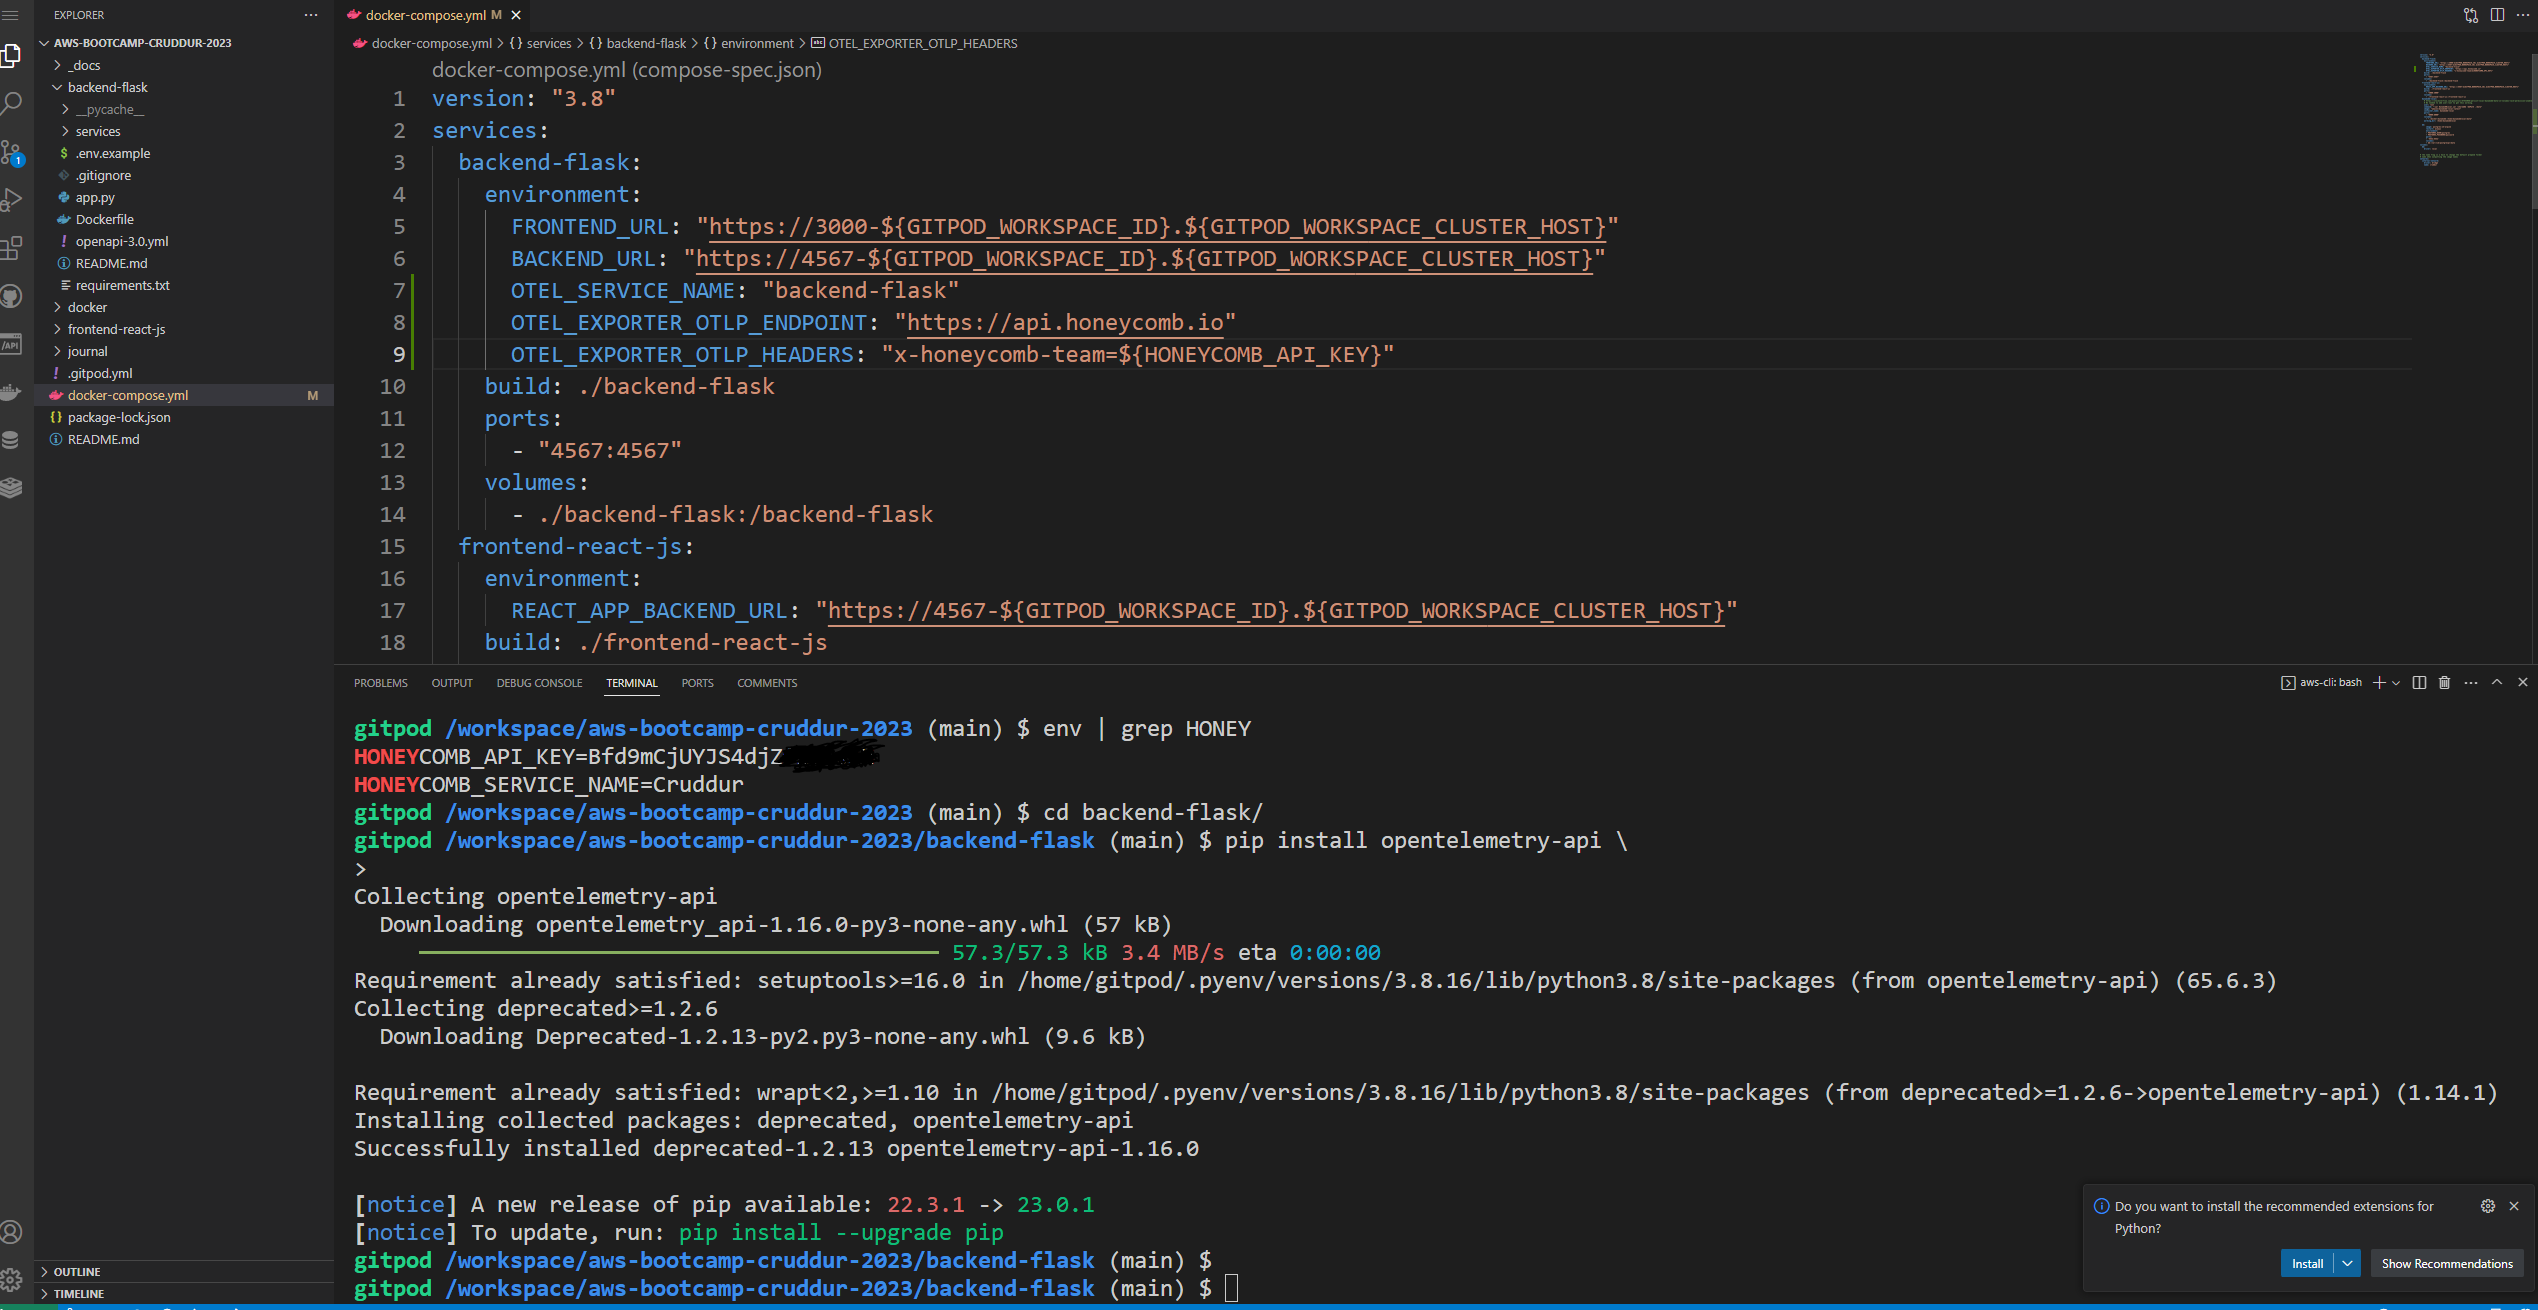 EXPLORER
AWS-BOOTCAMP-CRUDDUR-2023
_docs
backend-flask
__pycache__
services
.env.example
.gitignore
app.py
Dockerfile
openapi-3.0.yml
README.md
requirements.txt
docker
frontend-react-js
journal
.gitpod.yml
docker-compose.yml M
package-lock.json
README.md
OUTLINE
TIMELINE
1
/API
docker-compose.yml M
docker-compose.yml > {} services > {} backend-flask > {} environment > abc OTEL_EXPORTER_OTLP_HEADERS
docker-compose.yml (compose-spec.json)
1 version: "3.8"
2 services:
3 backend-flask:
4 environment:
5 FRONTEND_URL: "https://3000-${GITPOD_WORKSPACE_ID}.${GITPOD_WORKSPACE_CLUSTER_HOST}"
6 BACKEND_URL: "https://4567-${GITPOD_WORKSPACE_ID}.${GITPOD_WORKSPACE_CLUSTER_HOST}"
7 OTEL_SERVICE_NAME: "backend-flask"
8 OTEL_EXPORTER_OTLP_ENDPOINT: "https://api.honeycomb.io"
9 OTEL_EXPORTER_OTLP_HEADERS: "x-honeycomb-team=${HONEYCOMB_API_KEY}"
10 build: ./backend-flask
11 ports:
12 - "4567:4567"
13 volumes:
14 - ./backend-flask:/backend-flask
15 frontend-react-js:
16 environment:
17 REACT_APP_BACKEND_URL: "https://4567-${GITPOD_WORKSPACE_ID}.${GITPOD_WORKSPACE_CLUSTER_HOST}"
18 build: ./frontend-react-js
PROBLEMS OUTPUT DEBUG CONSOLE TERMINAL PORTS COMMENTS aws-cli: bash
gitpod /workspace/aws-bootcamp-cruddur-2023 (main) $ env | grep HONEY
HONEYCOMB_API_KEY=Bfd9mCjUYJS4djZ
HONEYCOMB_SERVICE_NAME=Cruddur
gitpod /workspace/aws-bootcamp-cruddur-2023 (main) $ cd backend-flask/
gitpod /workspace/aws-bootcamp-cruddur-2023/backend-flask (main) $ pip install opentelemetry-api \
>
Collecting opentelemetry-api
Downloading opentelemetry_api-1.16.0-py3-none-any.whl (57 kB)
57.3/57.3 kB 3.4 MB/s eta 0:00:00
Requirement already satisfied: setuptools>=16.0 in /home/gitpod/.pyenv/versions/3.8.16/lib/python3.8/site-packages (from opentelemetry-api) (65.6.3)
Collecting deprecated>=1.2.6
Downloading Deprecated-1.2.13-py2.py3-none-any.whl (9.6 kB)
Requirement already satisfied: wrapt<2,>=1.10 in /home/gitpod/.pyenv/versions/3.8.16/lib/python3.8/site-packages (from deprecated>=1.2.6->opentelemetry-api) (1.14.1)
Installing collected packages: deprecated, opentelemetry-api
Successfully installed deprecated-1.2.13 opentelemetry-api-1.16.0
[notice] A new release of pip available: 22.3.1 -> 23.0.1
[notice] To update, run: pip install --upgrade pip
gitpod /workspace/aws-bootcamp-cruddur-2023/backend-flask (main) $
gitpod /workspace/aws-bootcamp-cruddur-2023/backend-flask (main) $
Do you want to install the recommended extensions for
Python?
Install Show Recommendations